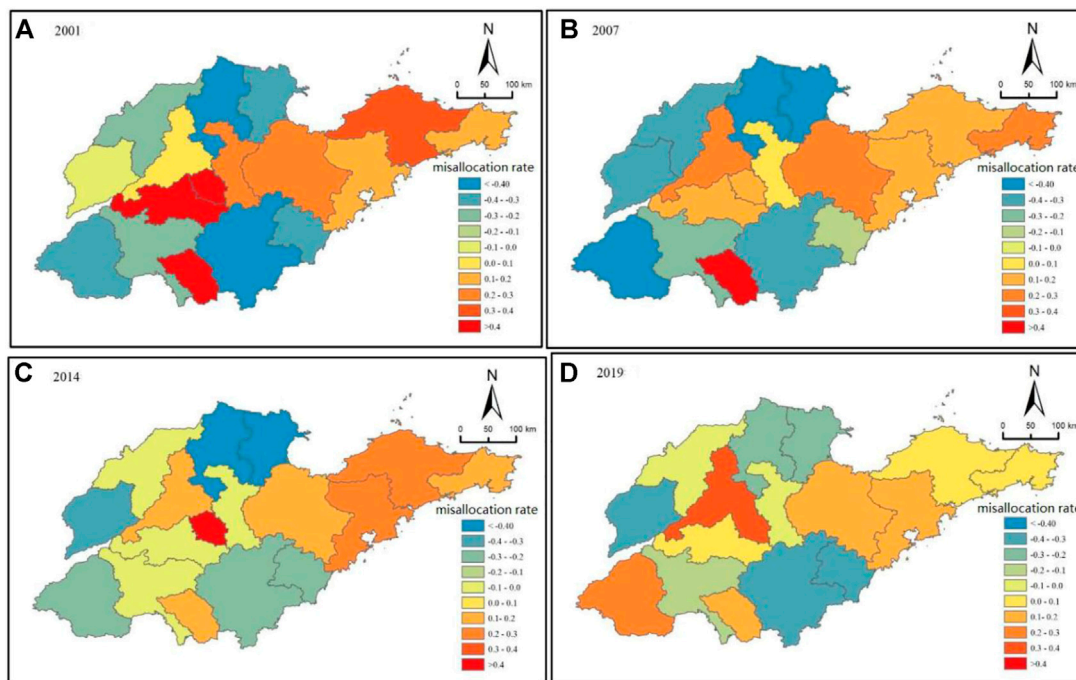 A
2001
N
0 50 100 km
misallocation rate
< -0.40
-0.4 - -0.3
-0.3 - -0.2
-0.2 - -0.1
-0.1 - 0.0
0.0 - 0.1
0.1- 0.2
0.2 - 0.3
0.3 - 0.4
>0.4
B
2007
N
0 50 100 km
misallocation rate
< -0.40
-0.4 - -0.3
-0.3 - -0.2
-0.2 - -0.1
-0.1 - 0.0
0.0 - 0.1
0.1- 0.2
0.2 - 0.3
0.3 - 0.4
>0.4
C
2014
N
0 50 100 km
misallocation rate
< -0.40
-0.4 - -0.3
-0.3 - -0.2
-0.2 - -0.1
-0.1 - 0.0
0.0 - 0.1
0.1- 0.2
0.2 - 0.3
0.3 - 0.4
>0.4
D
2019
N
0 50 100 km
misallocation rate
< -0.40
-0.4 - -0.3
-0.3 - -0.2
-0.2 - -0.1
-0.1 - 0.0
0.0 - 0.1
0.1- 0.2
0.2 - 0.3
0.3 - 0.4
>0.4